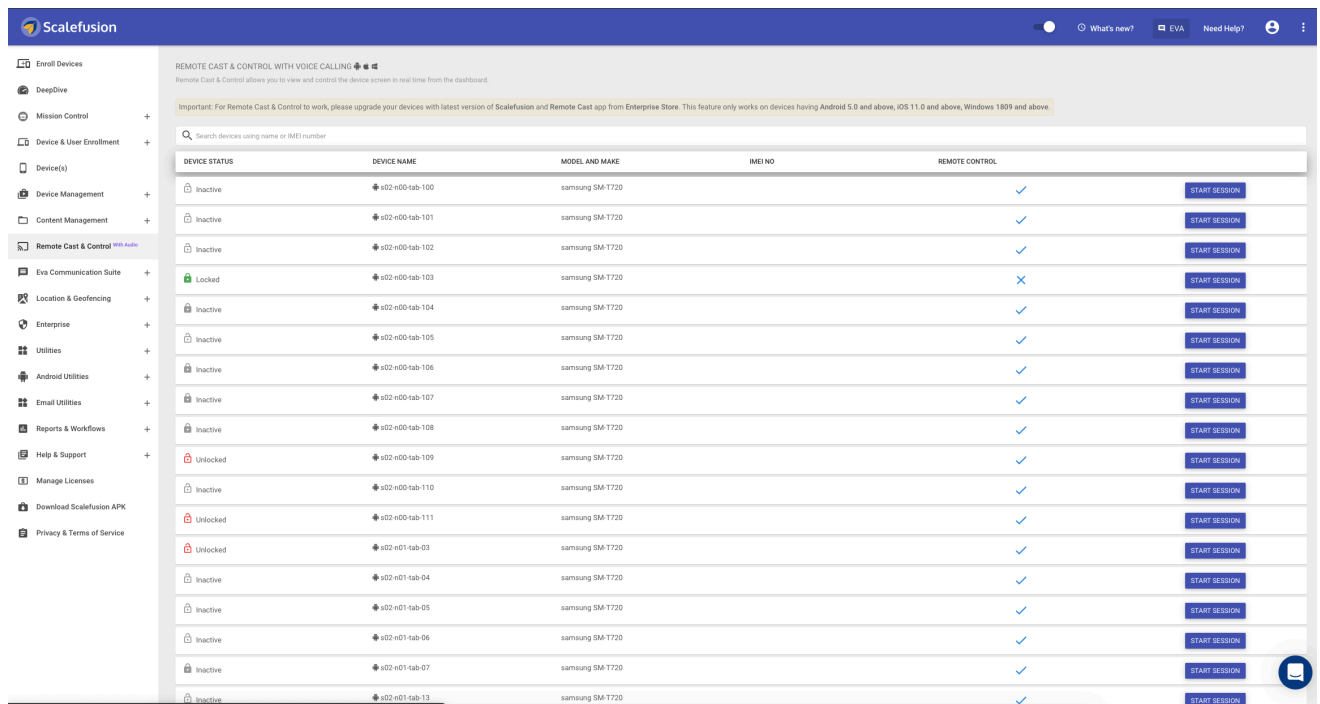 Scalefusion
What's new?
EVA
Need Help?
Enroll Devices
DeepDive
Mission Control +
Device & User Enrollment +
Device(s)
Device Management +
Content Management +
Remote Cast & Control With Audio
Eva Communication Suite +
Location & Geofencing +
Enterprise +
Utilities +
Android Utilities +
Email Utilities +
Reports & Workflows +
Help & Support +
Manage Licenses
Download Scalefusion APK
Privacy & Terms of Service
REMOTE CAST & CONTROL WITH VOICE CALLING
Remote Cast & Control allows you to view and control the device screen in real time from the dashboard.
Important: For Remote Cast & Control to work, please upgrade your devices with latest version of Scalefusion and Remote Cast app from Enterprise Store. This feature only works on devices having Android 5.0 and above, iOS 11.0 and above, Windows 1809 and above.
Search devices using name or IMEI number
DEVICE STATUS DEVICE NAME MODEL AND MAKE IMEI NO REMOTE CONTROL
Inactive s02-n00-tab-100 samsung SM-T720 START SESSION
Inactive s02-n00-tab-101 samsung SM-T720 START SESSION
Inactive s02-n00-tab-102 samsung SM-T720 START SESSION
Locked s02-n00-tab-103 samsung SM-T720 START SESSION
Inactive s02-n00-tab-104 samsung SM-T720 START SESSION
Inactive s02-n00-tab-105 samsung SM-T720 START SESSION
Inactive s02-n00-tab-106 samsung SM-T720 START SESSION
Inactive s02-n00-tab-107 samsung SM-T720 START SESSION
Inactive s02-n00-tab-108 samsung SM-T720 START SESSION
Unlocked s02-n00-tab-109 samsung SM-T720 START SESSION
Inactive s02-n00-tab-110 samsung SM-T720 START SESSION
Unlocked s02-n00-tab-111 samsung SM-T720 START SESSION
Unlocked s02-n01-tab-03 samsung SM-T720 START SESSION
Inactive s02-n01-tab-04 samsung SM-T720 START SESSION
Inactive s02-n01-tab-05 samsung SM-T720 START SESSION
Inactive s02-n01-tab-06 samsung SM-T720 START SESSION
Inactive s02-n01-tab-07 samsung SM-T720 START SESSION
Inactive s02-n01-tab-13 samsung SM-T720 START SESSION